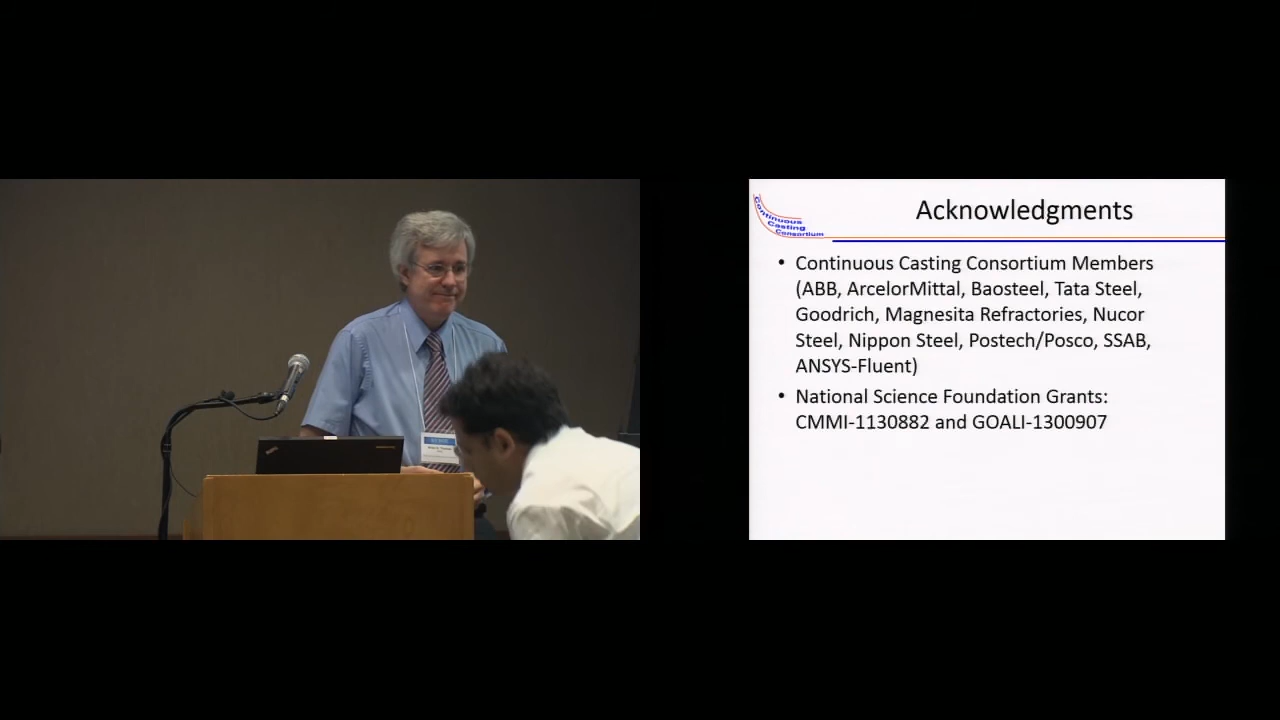 Continuous
Casting
Consortium
Acknowledgments
• Continuous Casting Consortium Members
(ABB, ArcelorMittal, Baosteel, Tata Steel,
Goodrich, Magnesita Refractories, Nucor
Steel, Nippon Steel, Postech/Posco, SSAB,
ANSYS-Fluent)
• National Science Foundation Grants:
CMMI-1130882 and GOALI-1300907